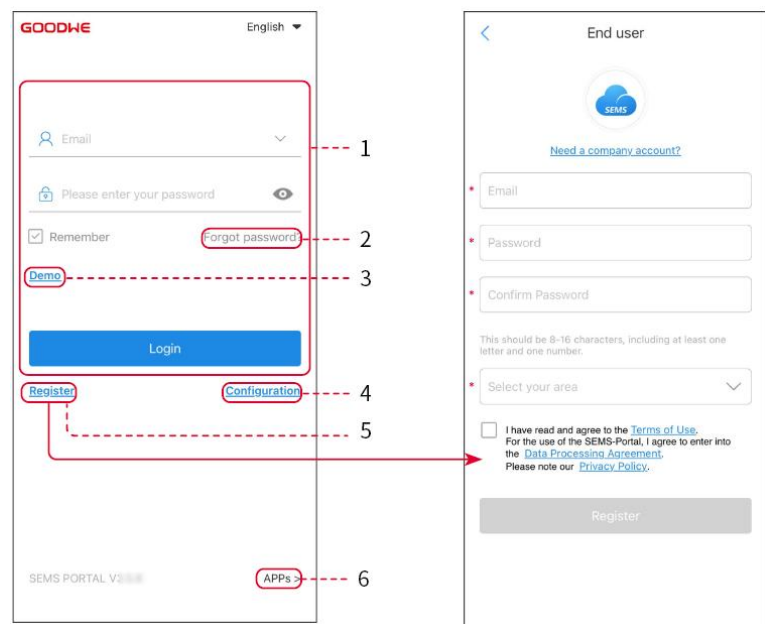 GOODWE
English
Email
Please enter your password
Remember
Forgot password?
Demo
Login
Register
Configuration
SEMS PORTAL
APPs >
1
2
3
4
5
6
End user
SEMS
Need a company account?
* Email
* Password
* Confirm Password
This should be 8-16 characters, including at least one
letter and one number.
* Select your area
I have read and agree to the Terms of Use.
For the use of the SEMS-Portal, I agree to enter into
the Data Processing Agreement.
Please note our Privacy Policy.
Register